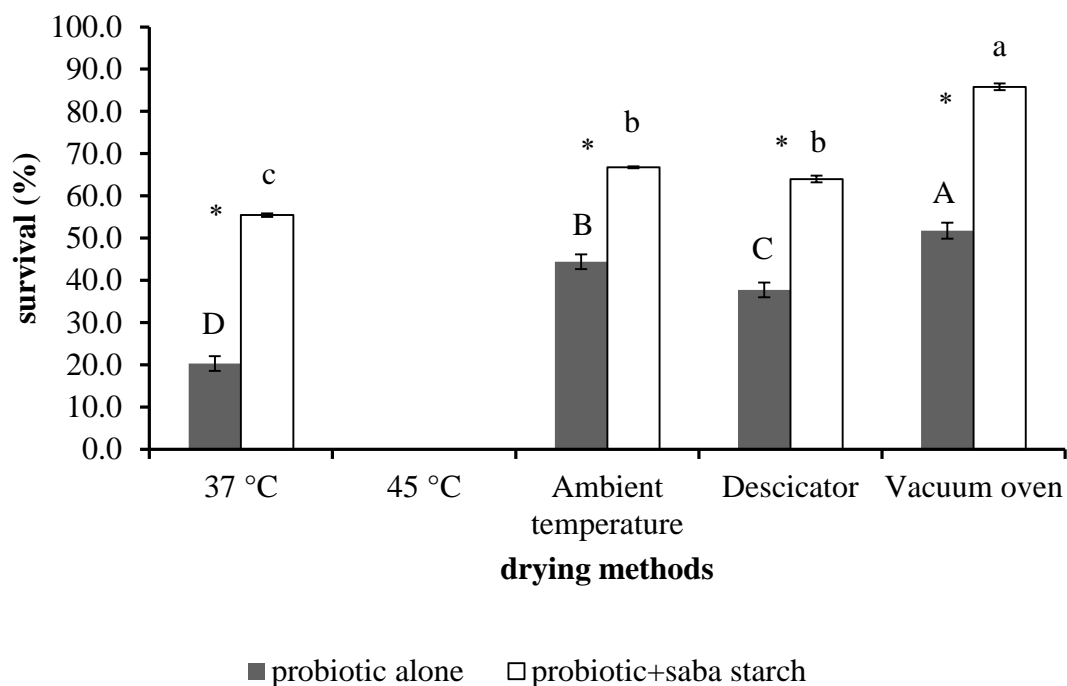 100.0
90.0
80.0
70.0
60.0
50.0
40.0
30.0
20.0
10.0
0.0
survival (%)
D
*
c
B
*
b
C
*
b
A
*
a
37 °C
45 °C
Ambient
temperature
Descicator
Vacuum oven
drying methods
probiotic alone
probiotic+saba starch